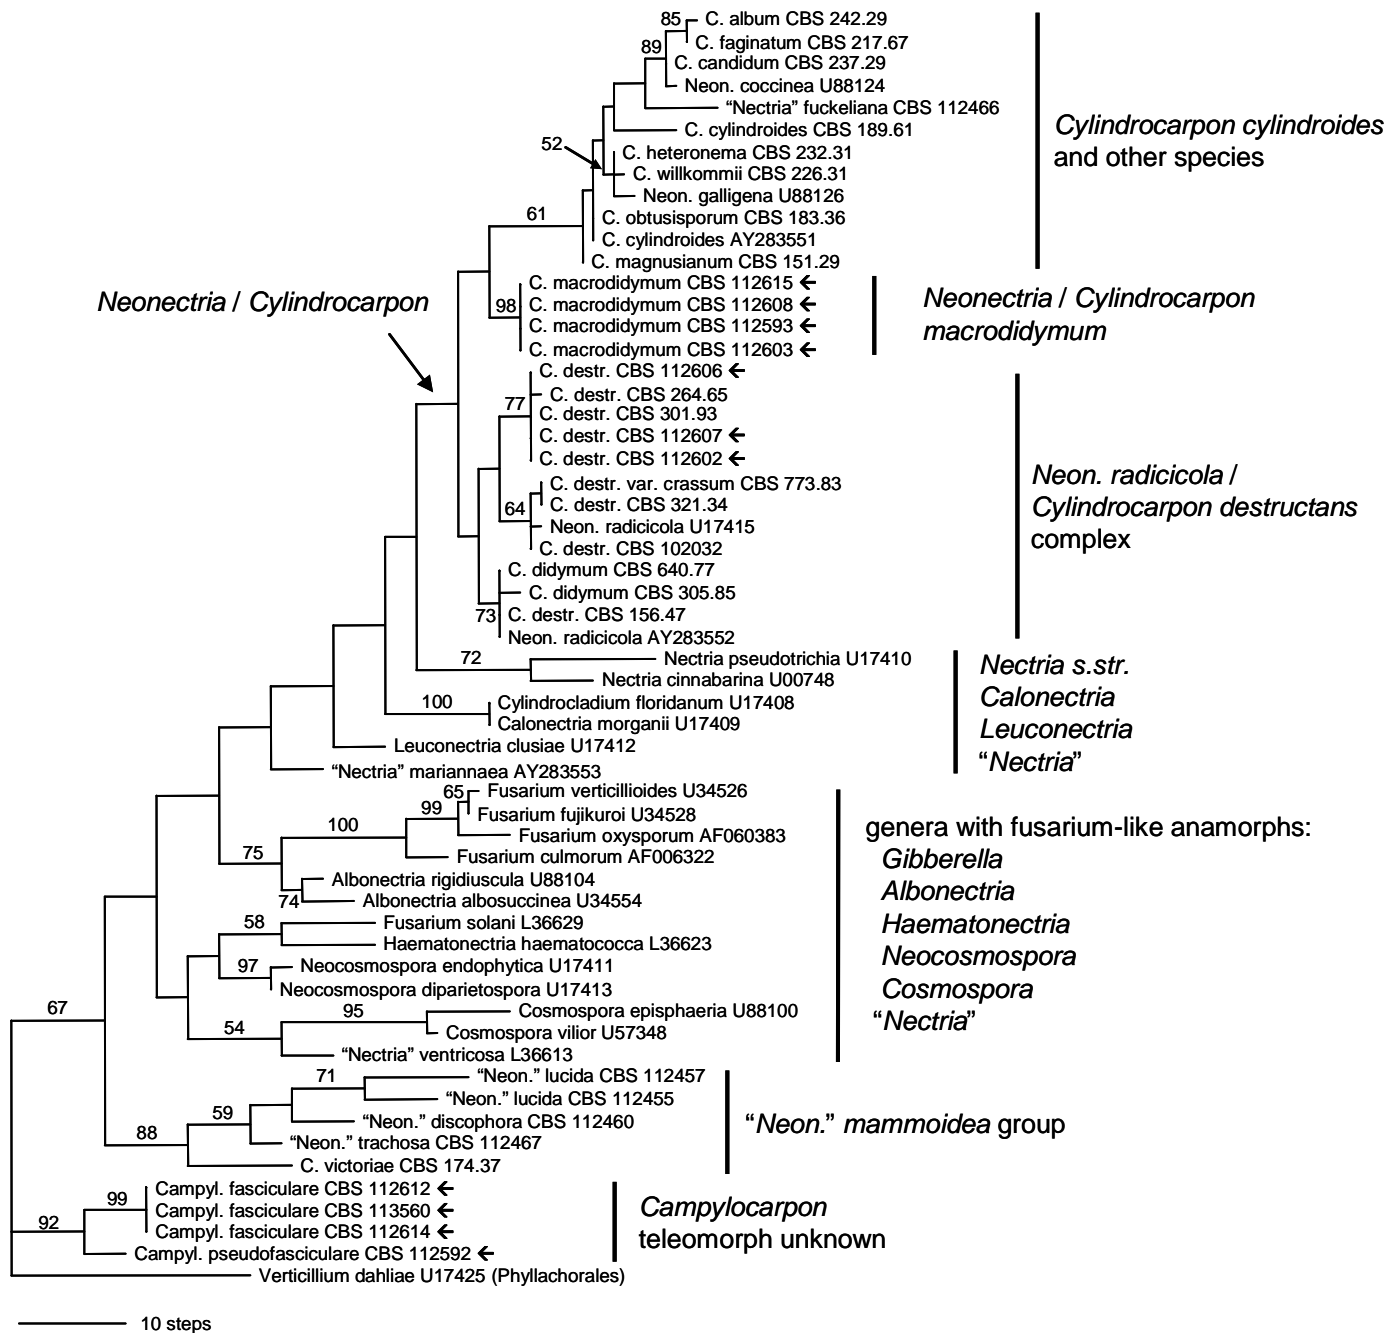 85
C. album CBS 242.29
C. faginatum CBS 217.67
89
C. candidum CBS 237.29
Neon. coccinea U88124
“Nectria” fuckeliana CBS 112466
C. cylindroides CBS 189.61
52
C. heteronema CBS 232.31
C. willkommii CBS 226.31
Neon. galligena U88126
61
C. obtusisporum CBS 183.36
C. cylindroides AY283551
C. magnusianum CBS 151.29
Cylindrocarpon cylindroides
and other species
Neonectria / Cylindrocarpon
98
C. macrodidymum CBS 112615 ←
C. macrodidymum CBS 112608 ←
C. macrodidymum CBS 112593 ←
C. macrodidymum CBS 112603 ←
Neonectria / Cylindrocarpon
macrodidymum
77
C. destr. CBS 112606 ←
C. destr. CBS 264.65
C. destr. CBS 301.93
C. destr. CBS 112607 ←
C. destr. CBS 112602 ←
64
C. destr. var. crassum CBS 773.83
C. destr. CBS 321.34
Neon. radicicola U17415
C. destr. CBS 102032
73
C. didymum CBS 640.77
C. didymum CBS 305.85
C. destr. CBS 156.47
Neon. radicicola AY283552
Neon. radicicola /
Cylindrocarpon destructans
complex
72
Nectria pseudotrichia U17410
Nectria cinnabarina U00748
100
Cylindrocladium floridanum U17408
Calonectria morganii U17409
Leuconectria clusiae U17412
“Nectria” mariannaea AY283553
Nectria s.str.
Calonectria
Leuconectria
“Nectria”
65
Fusarium verticillioides U34526
99
Fusarium fujikuroi U34528
100
Fusarium oxysporum AF060383
75
Fusarium culmorum AF006322
Albonectria rigidiuscula U88104
74
Albonectria albosuccinea U34554
58
Fusarium solani L36629
Haematonectria haematococca L36623
97
Neocosmospora endophytica U17411
Neocosmospora diparietospora U17413
95
Cosmospora episphaeria U88100
54
Cosmospora vilior U57348
“Nectria” ventricosa L36613
genera with fusarium-like anamorphs:
Gibberella
Albonectria
Haematonectria
Neocosmospora
Cosmospora
“Nectria”
67
71
“Neon.” lucida CBS 112457
“Neon.” lucida CBS 112455
59
“Neon.” discophora CBS 112460
88
“Neon.” trachosa CBS 112467
C. victoriae CBS 174.37
“Neon.” mammoidea group
99
Campyl. fasciculare CBS 112612 ←
Campyl. fasciculare CBS 113560 ←
92
Campyl. fasciculare CBS 112614 ←
Campyl. pseudofasciculare CBS 112592 ←
Campylocarpon
teleomorph unknown
Verticillium dahliae U17425 (Phyllachorales)
10 steps